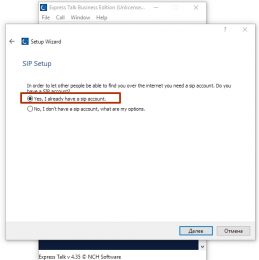 Express Talk Business Edition (Unlicense...
File Call Window Help
Setup Wizard
SIP Setup
In order to let other people be able to find you over the internet you need a sip account. Do you
have a SIP account?
Yes, I already have a sip account.
No, I don't have a sip account, what are my options.
Далее
Отмена
Express Talk v 4.35 © NCH Software